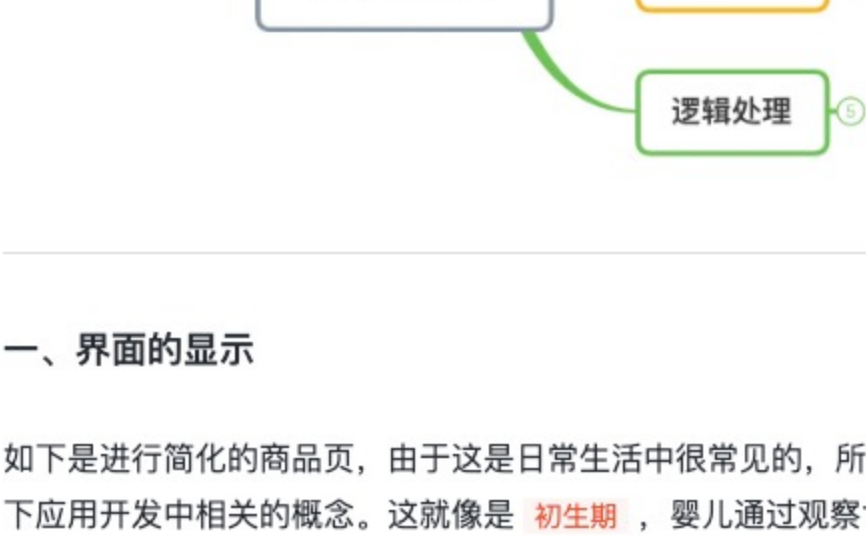 逻辑处理
5
一、界面的显示
如下是进行简化的商品页，由于这是日常生活中很常见的，所
下应用开发中相关的概念。这就像是 初生期 ，婴儿通过观察